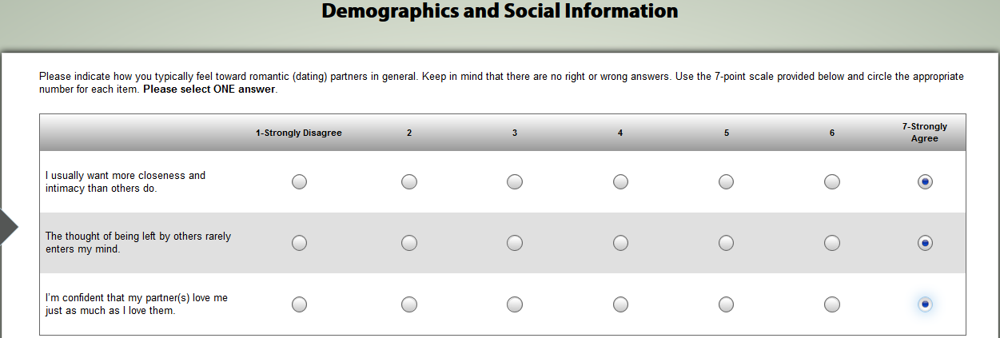 Demographics and Social Information
Please indicate how you typically feel toward romantic (dating) partners in general. Keep in mind that there are no right or wrong answers. Use the 7-point scale provided below and circle the appropriate
number for each item. Please select ONE answer.
1-Strongly Disagree 2 3 4 5 6 7-Strongly
Agree
I usually want more closeness and
intimacy than others do.
The thought of being left by others rarely
enters my mind.
I'm confident that my partner(s) love me
just as much as I love them.